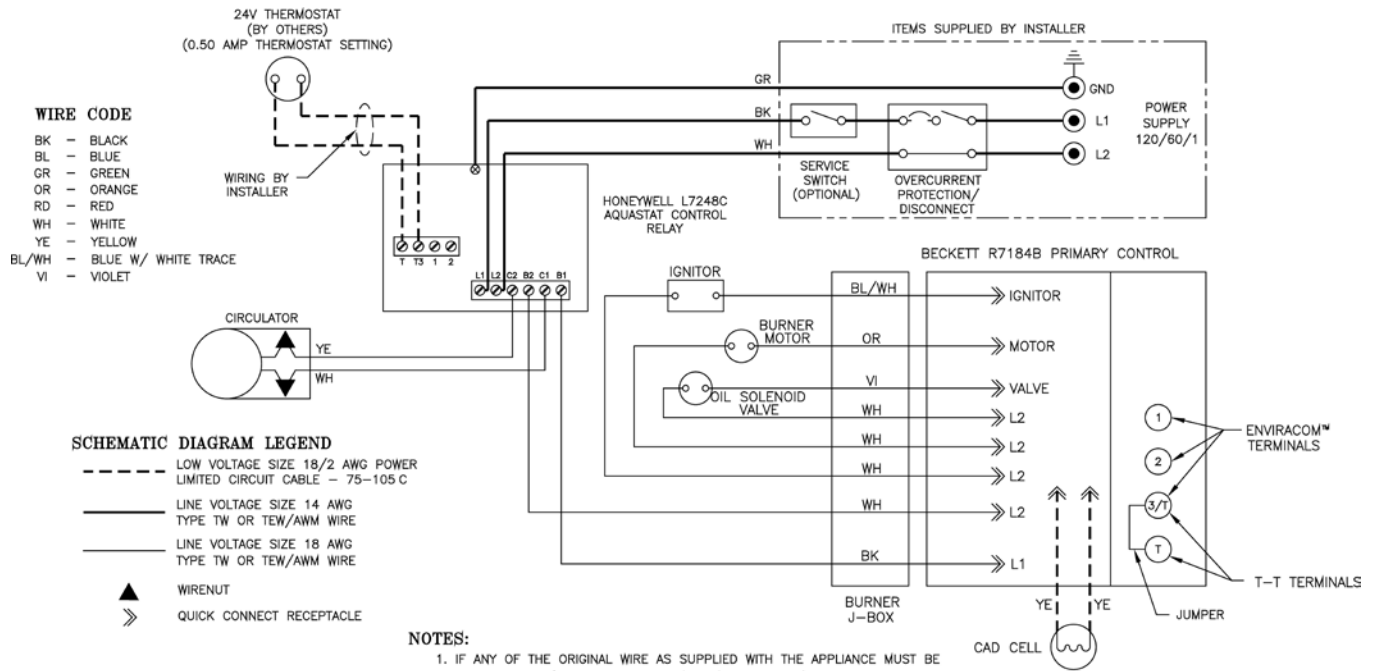 24V THERMOSTAT
(BY OTHERS)
(0.50 AMP THERMOSTAT SETTING)
ITEMS SUPPLIED BY INSTALLER
WIRE CODE
BK – BLACK
BL – BLUE
GR – GREEN
OR – ORANGE
RD – RED
WH – WHITE
YE – YELLOW
BL/WH – BLUE W/ WHITE TRACE
VI – VIOLET
WIRING BY
INSTALLER
GR
BK
WH
GND
L1
L2
POWER
SUPPLY
120/60/1
SERVICE
SWITCH
(OPTIONAL)
OVERCURRENT
PROTECTION/
DISCONNECT
HONEYWELL L7248C
AQUASTAT CONTROL
RELAY
T T3 1 2
L1 L2 C2 B2 C1 B1
BECKETT R7184B PRIMARY CONTROL
CIRCULATOR
YE
WH
IGNITOR
BL/WH
IGNITOR
BURNER
MOTOR
OR
MOTOR
OIL SOLENOID
VALVE
VI
VALVE
WH
L2
WH
L2
WH
L2
WH
L2
BK
L1
1
2
3/T
T
ENVIRACOM™
TERMINALS
T-T TERMINALS
JUMPER
BURNER
J-BOX
YE
YE
CAD CELL
SCHEMATIC DIAGRAM LEGEND
LOW VOLTAGE SIZE 18/2 AWG POWER
LIMITED CIRCUIT CABLE – 75-105 C
LINE VOLTAGE SIZE 14 AWG
TYPE TW OR TEW/AWM WIRE
LINE VOLTAGE SIZE 18 AWG
TYPE TW OR TEW/AWM WIRE
WIRENUT
QUICK CONNECT RECEPTACLE
NOTES:
1. IF ANY OF THE ORIGINAL WIRE AS SUPPLIED WITH THE APPLIANCE MUST BE